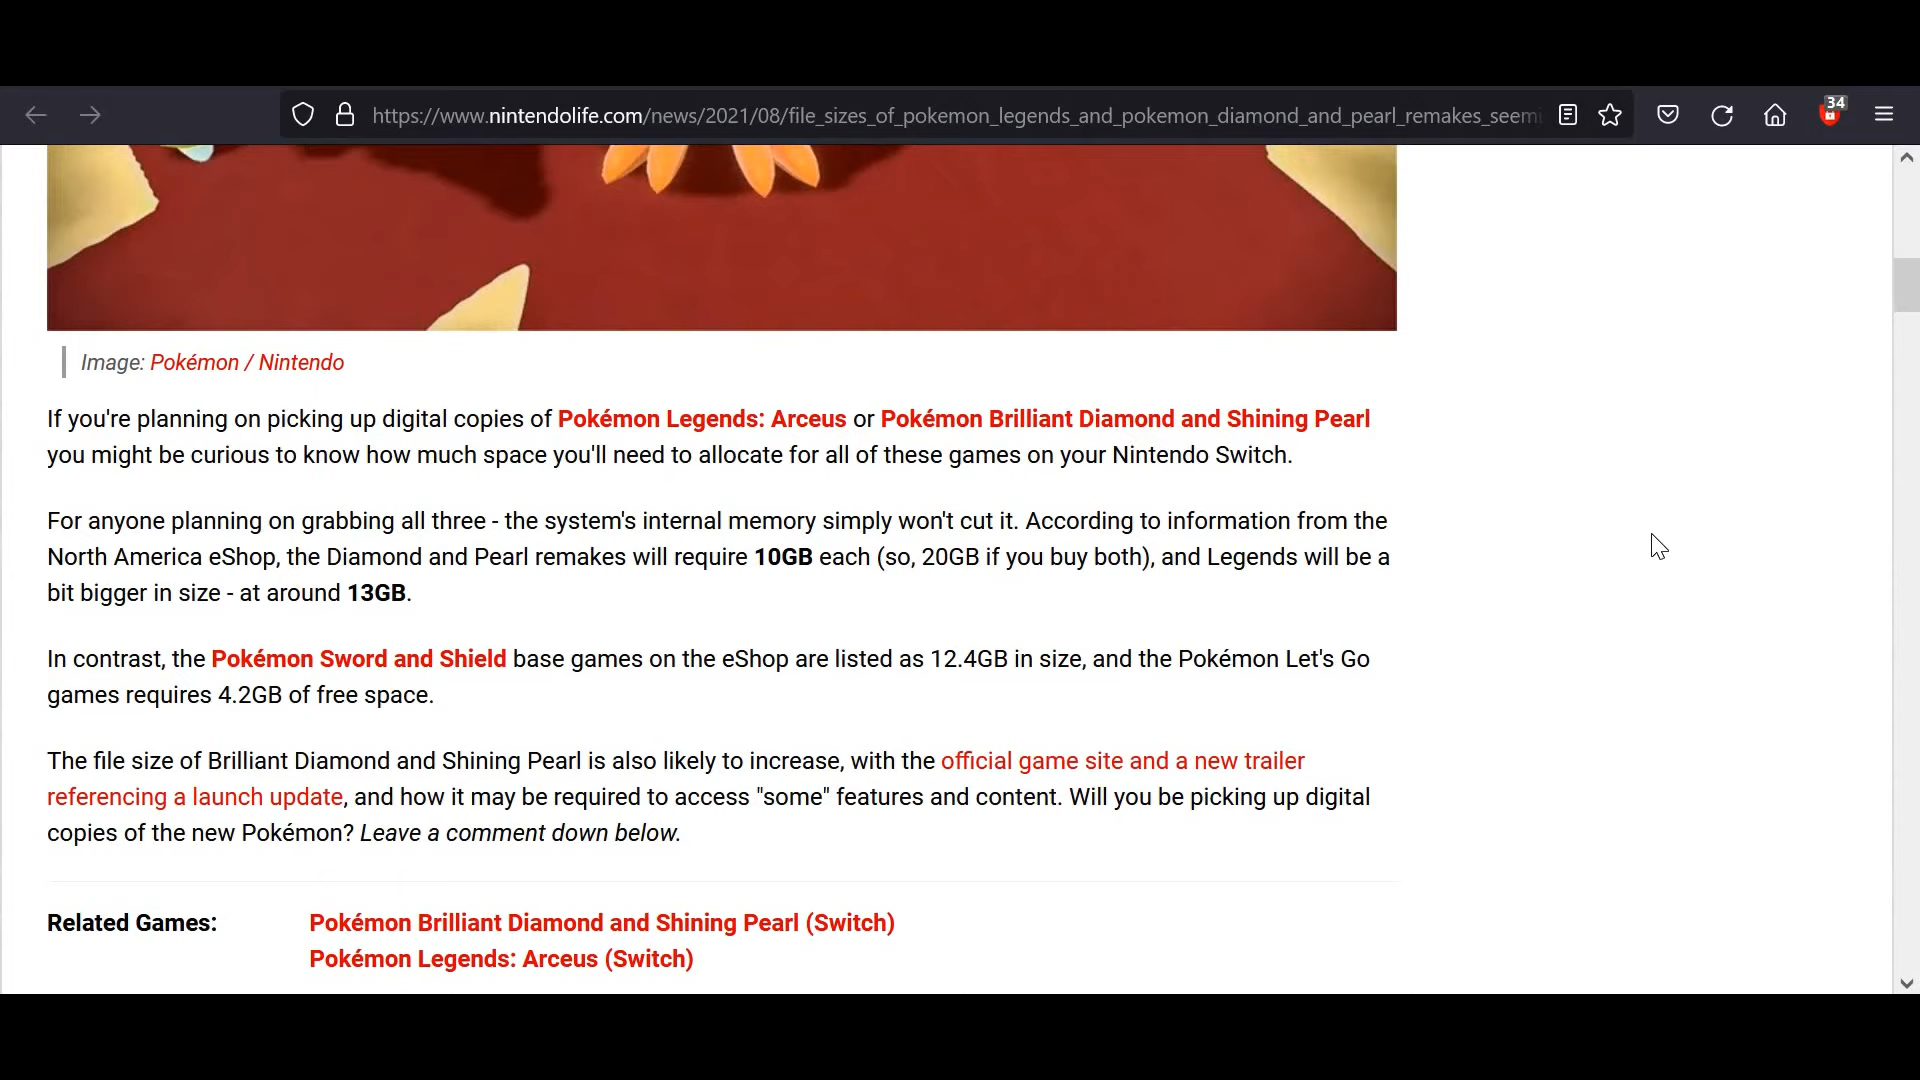 https://www.nintendolife.com/news/2021/08/file_sizes_of_pokemon_legends_and_pokemon_diamond_and_pearl_remakes_seemi
34
Image: Pokémon / Nintendo
If you're planning on picking up digital copies of Pokémon Legends: Arceus or Pokémon Brilliant Diamond and Shining Pearl
you might be curious to know how much space you'll need to allocate for all of these games on your Nintendo Switch.
For anyone planning on grabbing all three - the system's internal memory simply won't cut it. According to information from the
North America eShop, the Diamond and Pearl remakes will require 10GB each (so, 20GB if you buy both), and Legends will be a
bit bigger in size - at around 13GB.
In contrast, the Pokémon Sword and Shield base games on the eShop are listed as 12.4GB in size, and the Pokémon Let's Go
games requires 4.2GB of free space.
The file size of Brilliant Diamond and Shining Pearl is also likely to increase, with the official game site and a new trailer
referencing a launch update, and how it may be required to access "some" features and content. Will you be picking up digital
copies of the new Pokémon? Leave a comment down below.
Related Games: Pokémon Brilliant Diamond and Shining Pearl (Switch)
Pokémon Legends: Arceus (Switch)